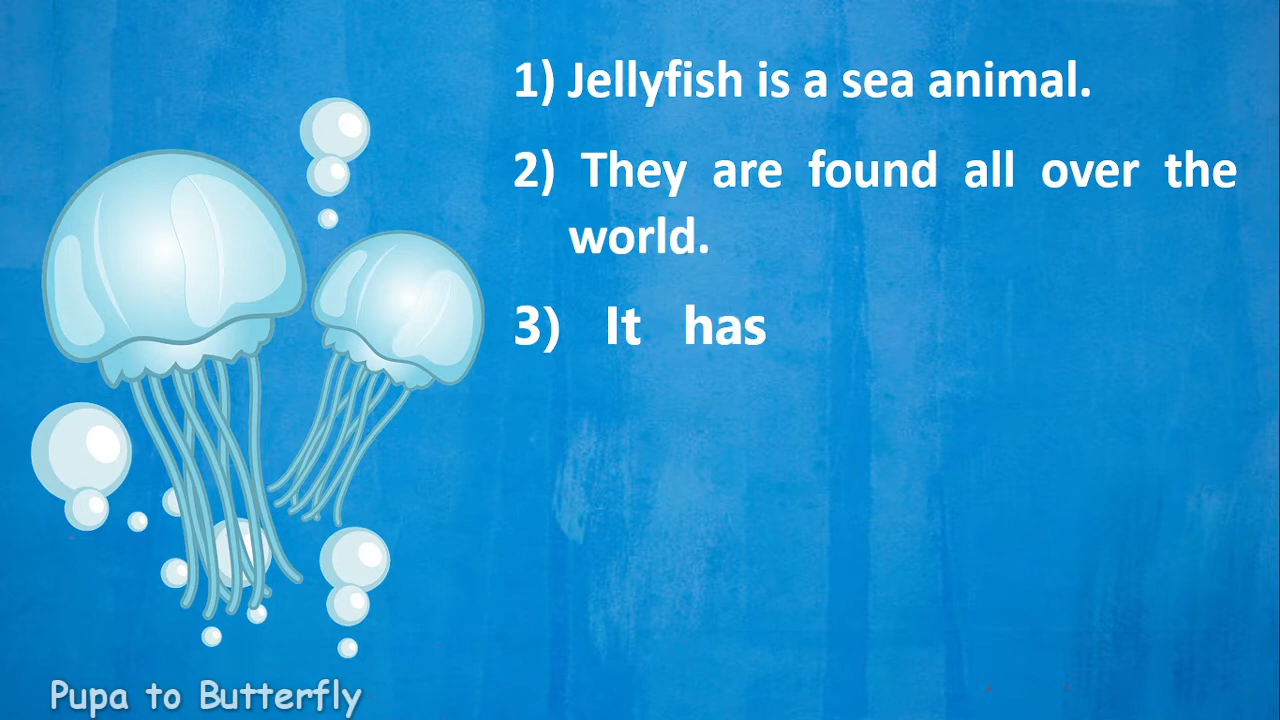 1) Jellyfish is a sea animal.
2) They are found all over the
world.
3) It has
Pupa to Butterfly